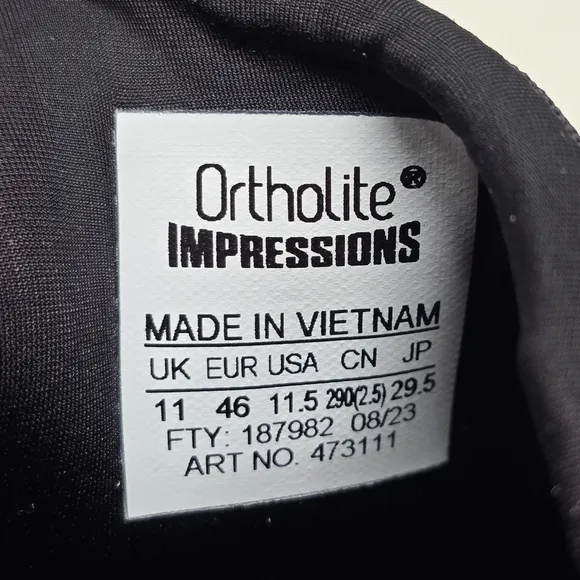 Ortholite®
IMPRESSIONS
MADE IN VIETNAM
UK EUR USA CN JP
11 46 11.5 290(2.5) 29.5
FTY: 187982 08/23
ART NO. 473111